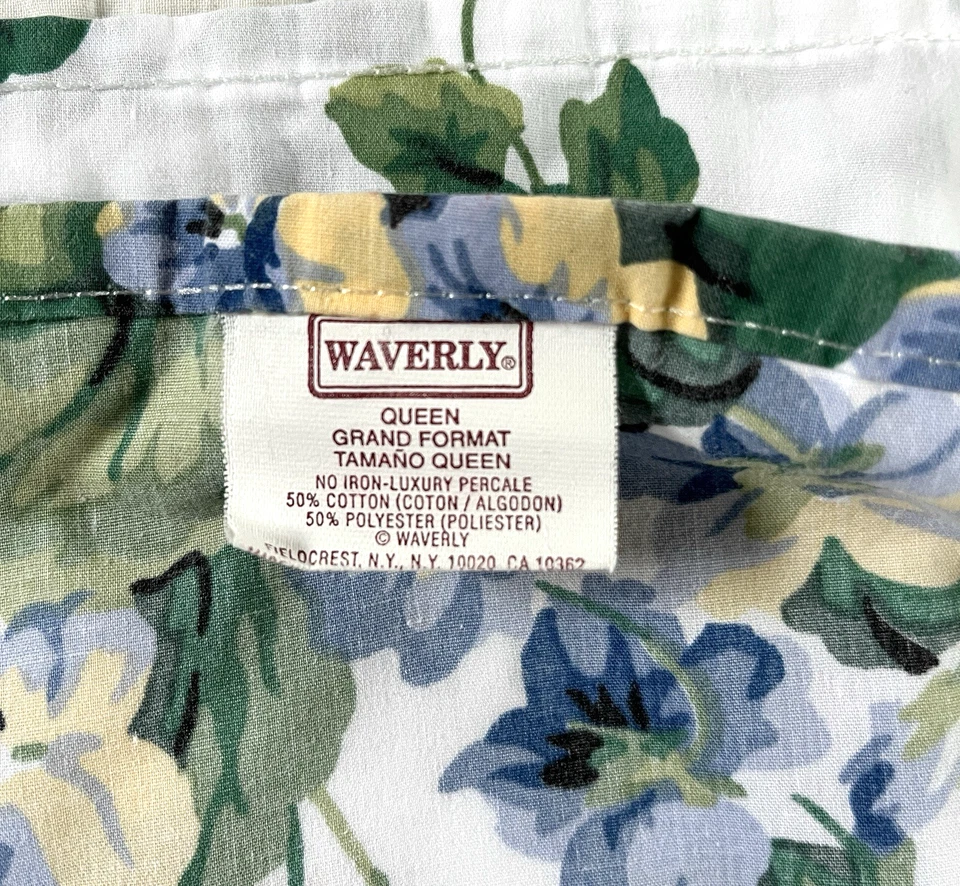 WAVERLY®
QUEEN
GRAND FORMAT
TAMAÑO QUEEN
NO IRON-LUXURY PERCALE
50% COTTON (COTON / ALGODON)
50% POLYESTER (POLIESTER)
© WAVERLY
FIELDCREST, N.Y., N.Y. 10020 CA 10362